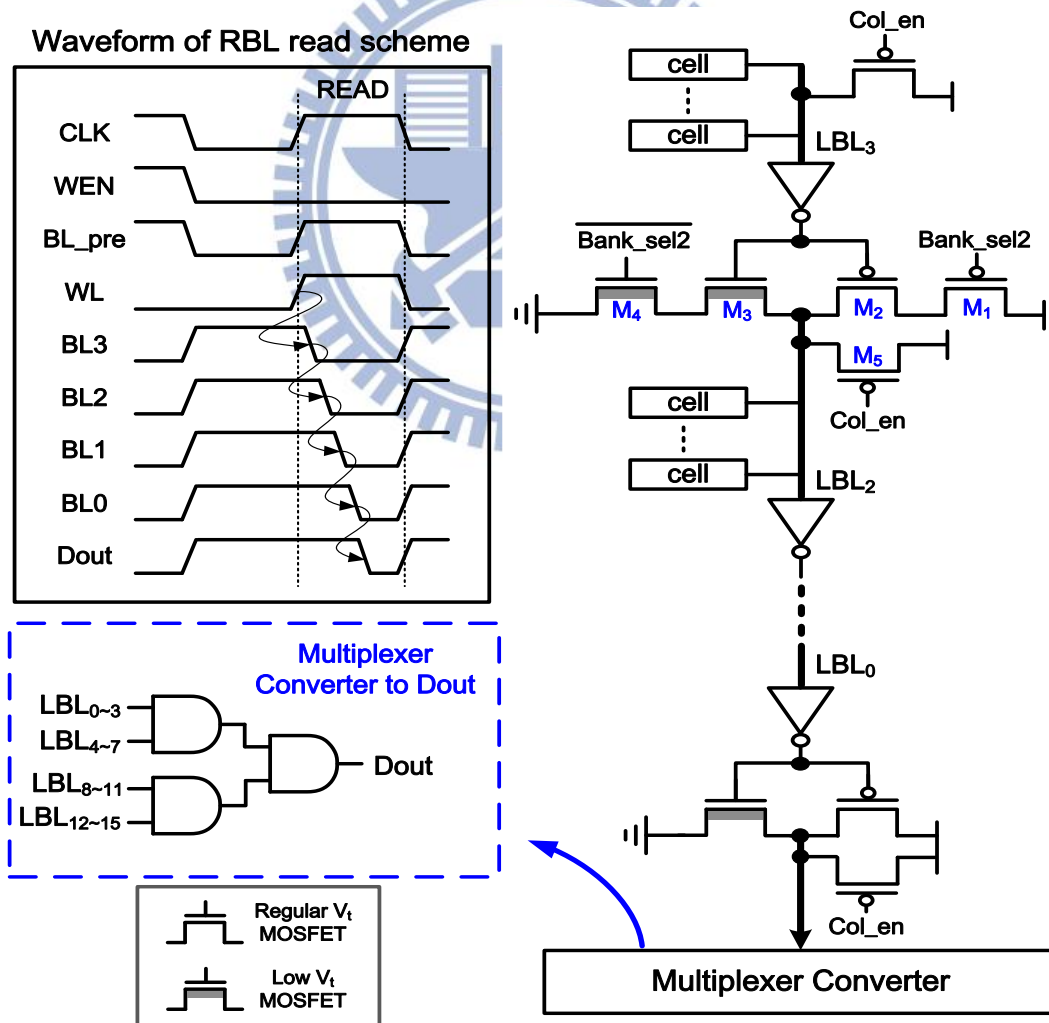 Waveform of RBL read scheme
READ
CLK
WEN
BL_pre
WL
BL3
BL2
BL1
BL0
Dout
Multiplexer
Converter to Dout
LBL0~3
LBL4~7
LBL8~11
LBL12~15
Dout
Regular Vt
MOSFET
Low Vt
MOSFET
Col_en
cell
cell
LBL3
Bank_sel2
Bank_sel2
M4
M3
M2
M1
M5
Col_en
cell
cell
LBL2
LBL0
Col_en
Multiplexer Converter